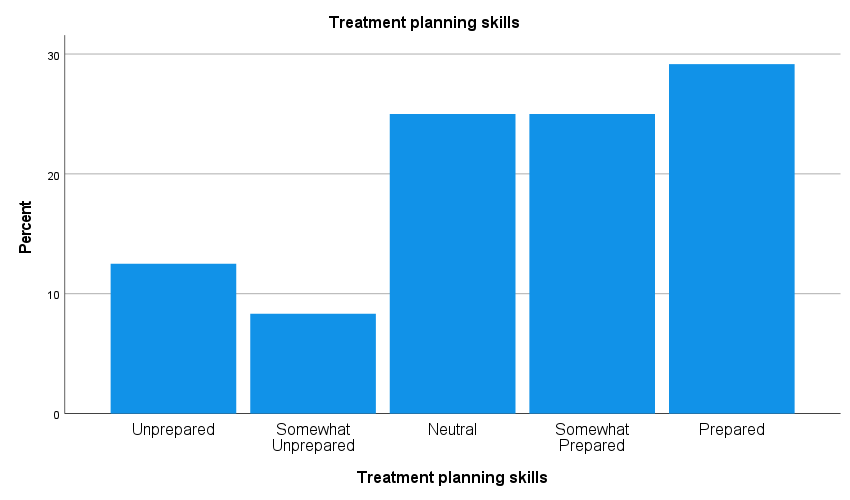 Treatment planning skills
30
20
10
0
Percent
Unprepared
Somewhat
Unprepared
Neutral
Somewhat
Prepared
Prepared
Treatment planning skills